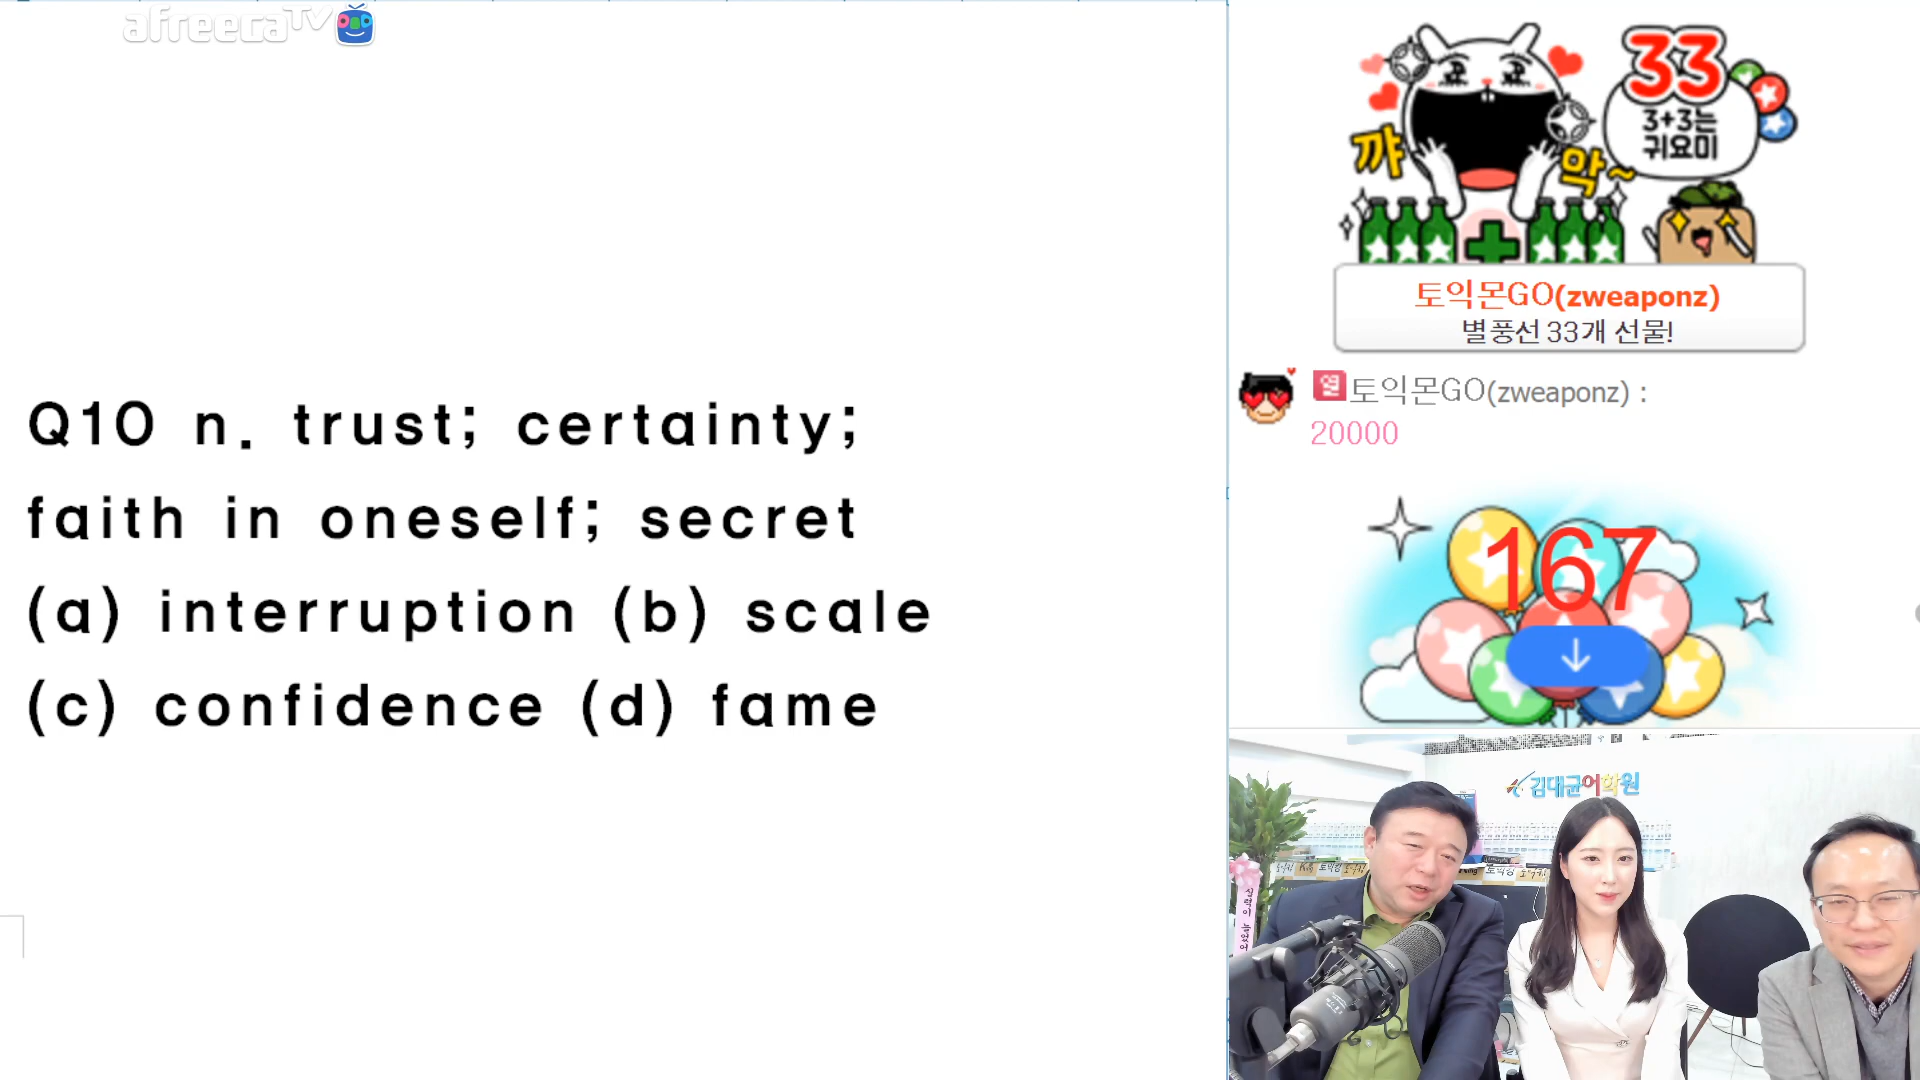 afreecaTV
Q10 n. trust; certainty;
faith in oneself; secret
(a) interruption (b) scale
(c) confidence (d) fame
꺄
악~
33
3+3는
귀요미
토익몬GO(zweaponz)
별풍선 33개 선물!
열 토익몬GO(zweaponz) :
20000
167
김대균어학원